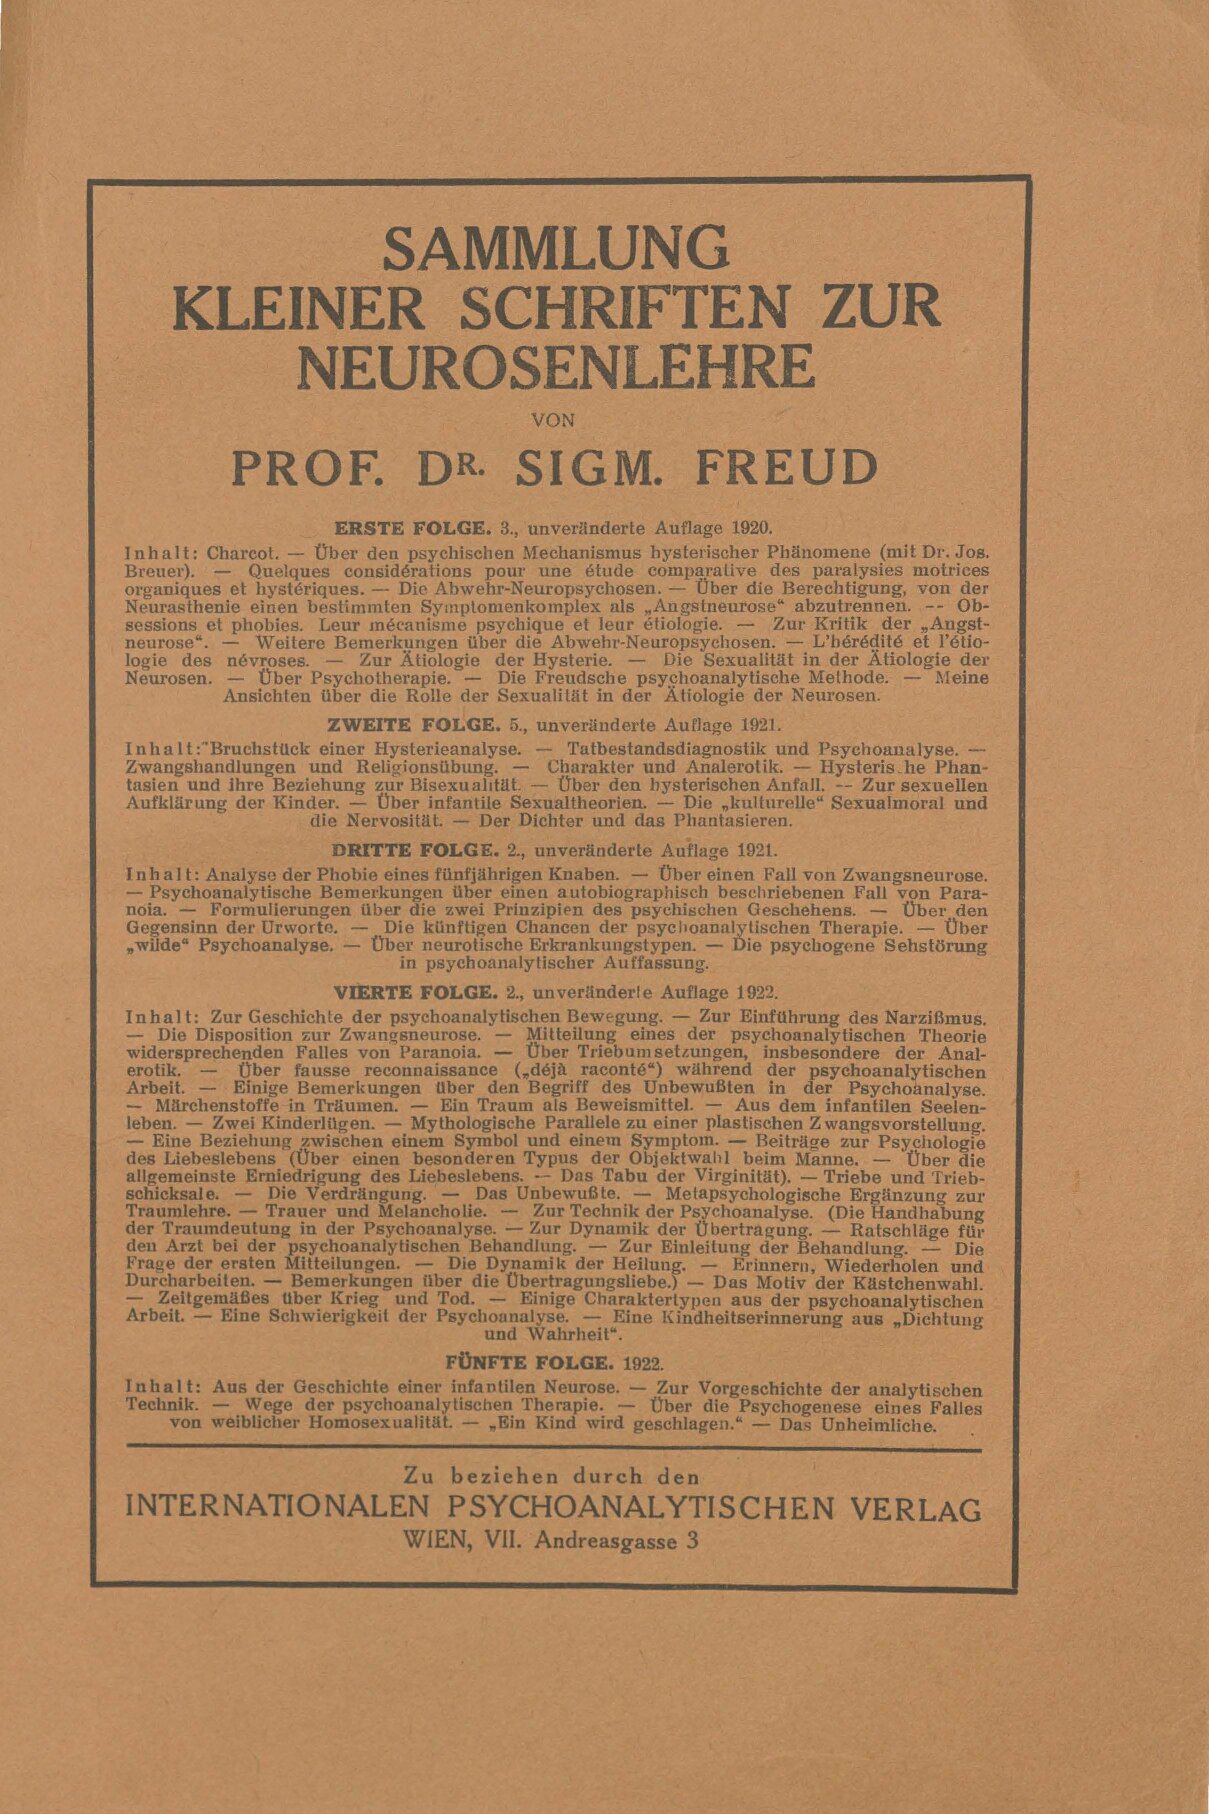 SAMMLUNG
KLEINER SCHRIFTEN ZUR
NEUROSENLEHRE
VON
PROF. DR. SIGM. FREUD
ERSTE FOLGE. 3., unveränderte Auflage 1920.
Inhalt: Charcot. — Über den psychischen Mechanismus hysterischer Phänomene (mit Dr. Jos.
Breuer). — Quelques considérations pour une étude comparative des paralysies motrices
organiques et hystériques. — Die Abwehr-Neuropsychosen. — Über die Berechtigung, von der
Neurasthenie einen bestimmten Symptomenkomplex als „Angstneurose“ abzutrennen. -- Ob-
sessions et phobies. Leur mécanisme psychique et leur étiologie. — Zur Kritik der „Angst-
neurose“. — Weitere Bemerkungen über die Abwehr-Neuropsychosen. — L'hérédité et l'étio-
logie des névroses. — Zur Ätiologie der Hysterie. — Die Sexualität in der Ätiologie der
Neurosen. — Über Psychotherapie. — Die Freudsche psychoanalytische Methode. — Meine
Ansichten über die Rolle der Sexualität in der Ätiologie der Neurosen.
ZWEITE FOLGE. 5., unveränderte Auflage 1921.
Inhalt: Bruchstück einer Hysterieanalyse. — Tatbestandsdiagnostik und Psychoanalyse. —
Zwangshandlungen und Religionsübung. — Charakter und Analerotik. — Hysteris he Phan-
tasien und ihre Beziehung zur Bisexualität. — Über den hysterischen Anfall. -- Zur sexuellen
Aufklärung der Kinder. — Über infantile Sexualtheorien. — Die „kulturelle“ Sexualmoral und
die Nervosität. — Der Dichter und das Phantasieren.
DRITTE FOLGE. 2., unveränderte Auflage 1921.
Inhalt: Analyse der Phobie eines fünfjährigen Knaben. — Über einen Fall von Zwangsneurose.
— Psychoanalytische Bemerkungen über einen autobiographisch beschriebenen Fall von Para-
noia. — Formulierungen über die zwei Prinzipien des psychischen Geschehens. — Über den
Gegensinn der Urworte. — Die künftigen Chancen der psychoanalytischen Therapie. — Über
„wilde“ Psychoanalyse. — Über neurotische Erkrankungstypen. — Die psychogene Sehstörung
in psychoanalytischer Auffassung.
VIERTE FOLGE. 2., unveränderte Auflage 1922.
Inhalt: Zur Geschichte der psychoanalytischen Bewegung. — Zur Einführung des Narzißmus.
— Die Disposition zur Zwangsneurose. — Mitteilung eines der psychoanalytischen Theorie
widersprechenden Falles von Paranoia. — Über Triebumsetzungen, insbesondere der Anal-
erotik. — Über fausse reconnaissance („déjà raconté“) während der psychoanalytischen
Arbeit. — Einige Bemerkungen über den Begriff des Unbewußten in der Psychoanalyse.
— Märchenstoffe in Träumen. — Ein Traum als Beweismittel. — Aus dem infantilen Seelen-
leben. — Zwei Kinderlügen. — Mythologische Parallele zu einer plastischen Zwangsvorstellung.
— Eine Beziehung zwischen einem Symbol und einem Symptom. — Beiträge zur Psychologie
des Liebeslebens (Über einen besonderen Typus der Objektwahl beim Manne. — Über die
allgemeinste Erniedrigung des Liebeslebens. -- Das Tabu der Virginität). — Triebe und Trieb-
schicksale. — Die Verdrängung. — Das Unbewußte. — Metapsychologische Ergänzung zur
Traumlehre. — Trauer und Melancholie. — Zur Technik der Psychoanalyse. (Die Handhabung
der Traumdeutung in der Psychoanalyse. — Zur Dynamik der Übertragung. — Ratschläge für
den Arzt bei der psychoanalytischen Behandlung. — Zur Einleitung der Behandlung. — Die
Frage der ersten Mitteilungen. — Die Dynamik der Heilung. — Erinnern, Wiederholen und
Durcharbeiten. — Bemerkungen über die Übertragungsliebe.) — Das Motiv der Kästchenwahl.
— Zeitgemäßes über Krieg und Tod. — Einige Charaktertypen aus der psychoanalytischen
Arbeit. — Eine Schwierigkeit der Psychoanalyse. — Eine Kindheitserinnerung aus „Dichtung
und Wahrheit“.
FÜNFTE FOLGE. 1922.
Inhalt: Aus der Geschichte einer infantilen Neurose. — Zur Vorgeschichte der analytischen
Technik. — Wege der psychoanalytischen Therapie. — Über die Psychogenese eines Falles
von weiblicher Homosexualität. — „Ein Kind wird geschlagen.“ — Das Unheimliche.
Zu beziehen durch den
INTERNATIONALEN PSYCHOANALYTISCHEN VERLAG
WIEN, VII. Andreasgasse 3